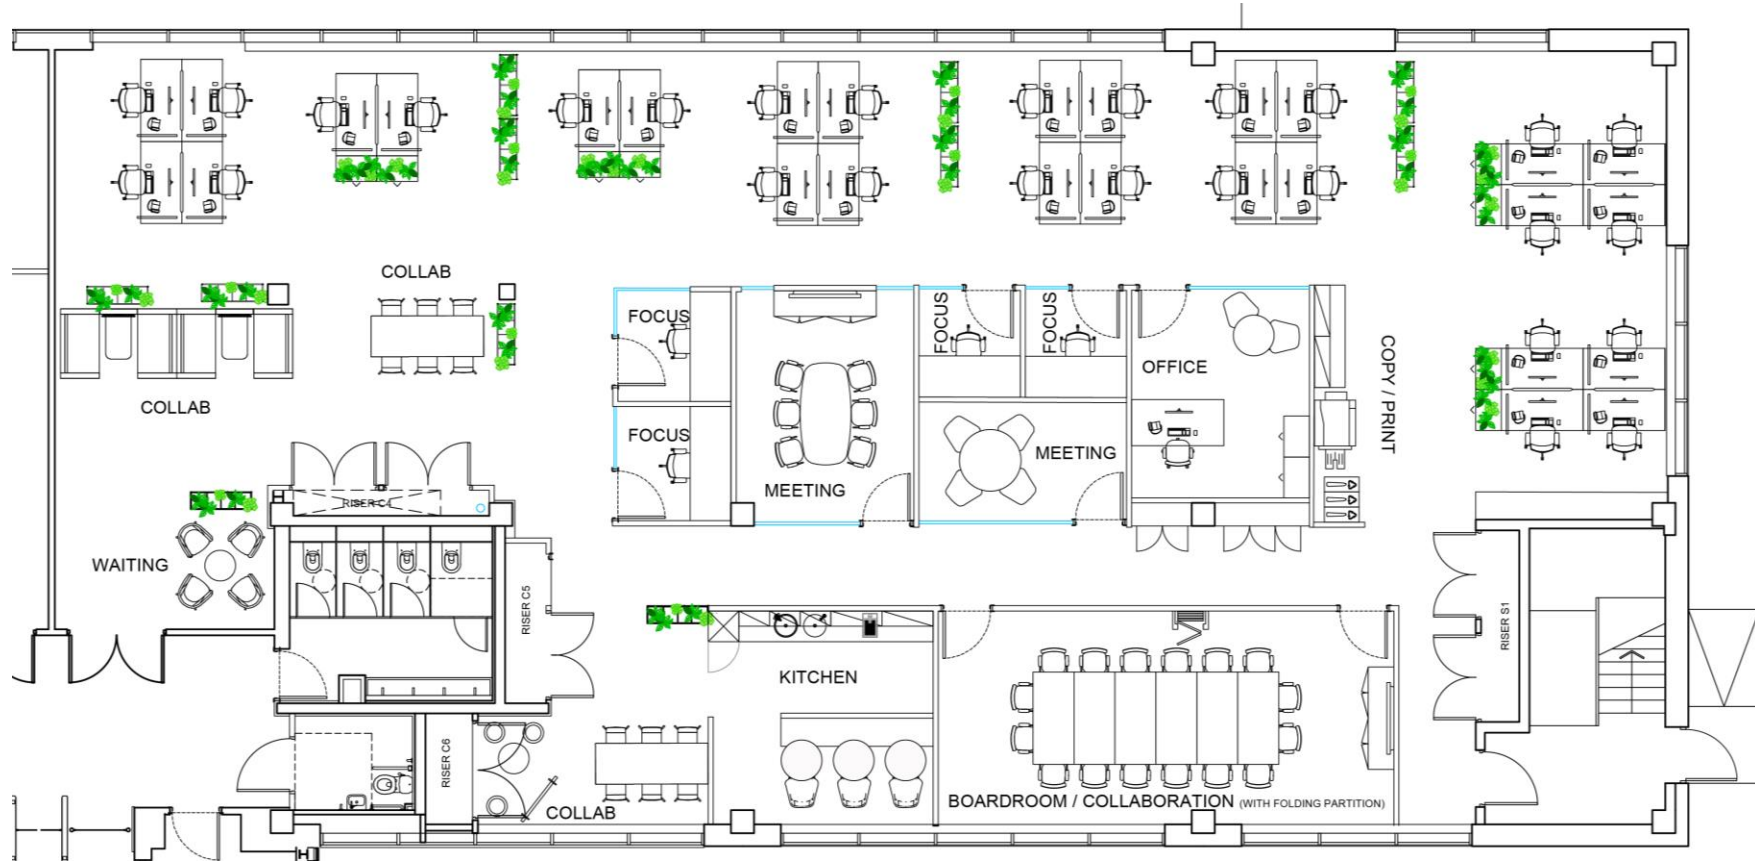 COLLAB
FOCUS
FOCUS
FOCUS
OFFICE
COPY / PRINT
COLLAB
FOCUS
MEETING
MEETING
RISER C4
WAITING
RISER C5
RISER S1
KITCHEN
RISER C6
COLLAB
BOARDROOM / COLLABORATION (WITH FOLDING PARTITION)